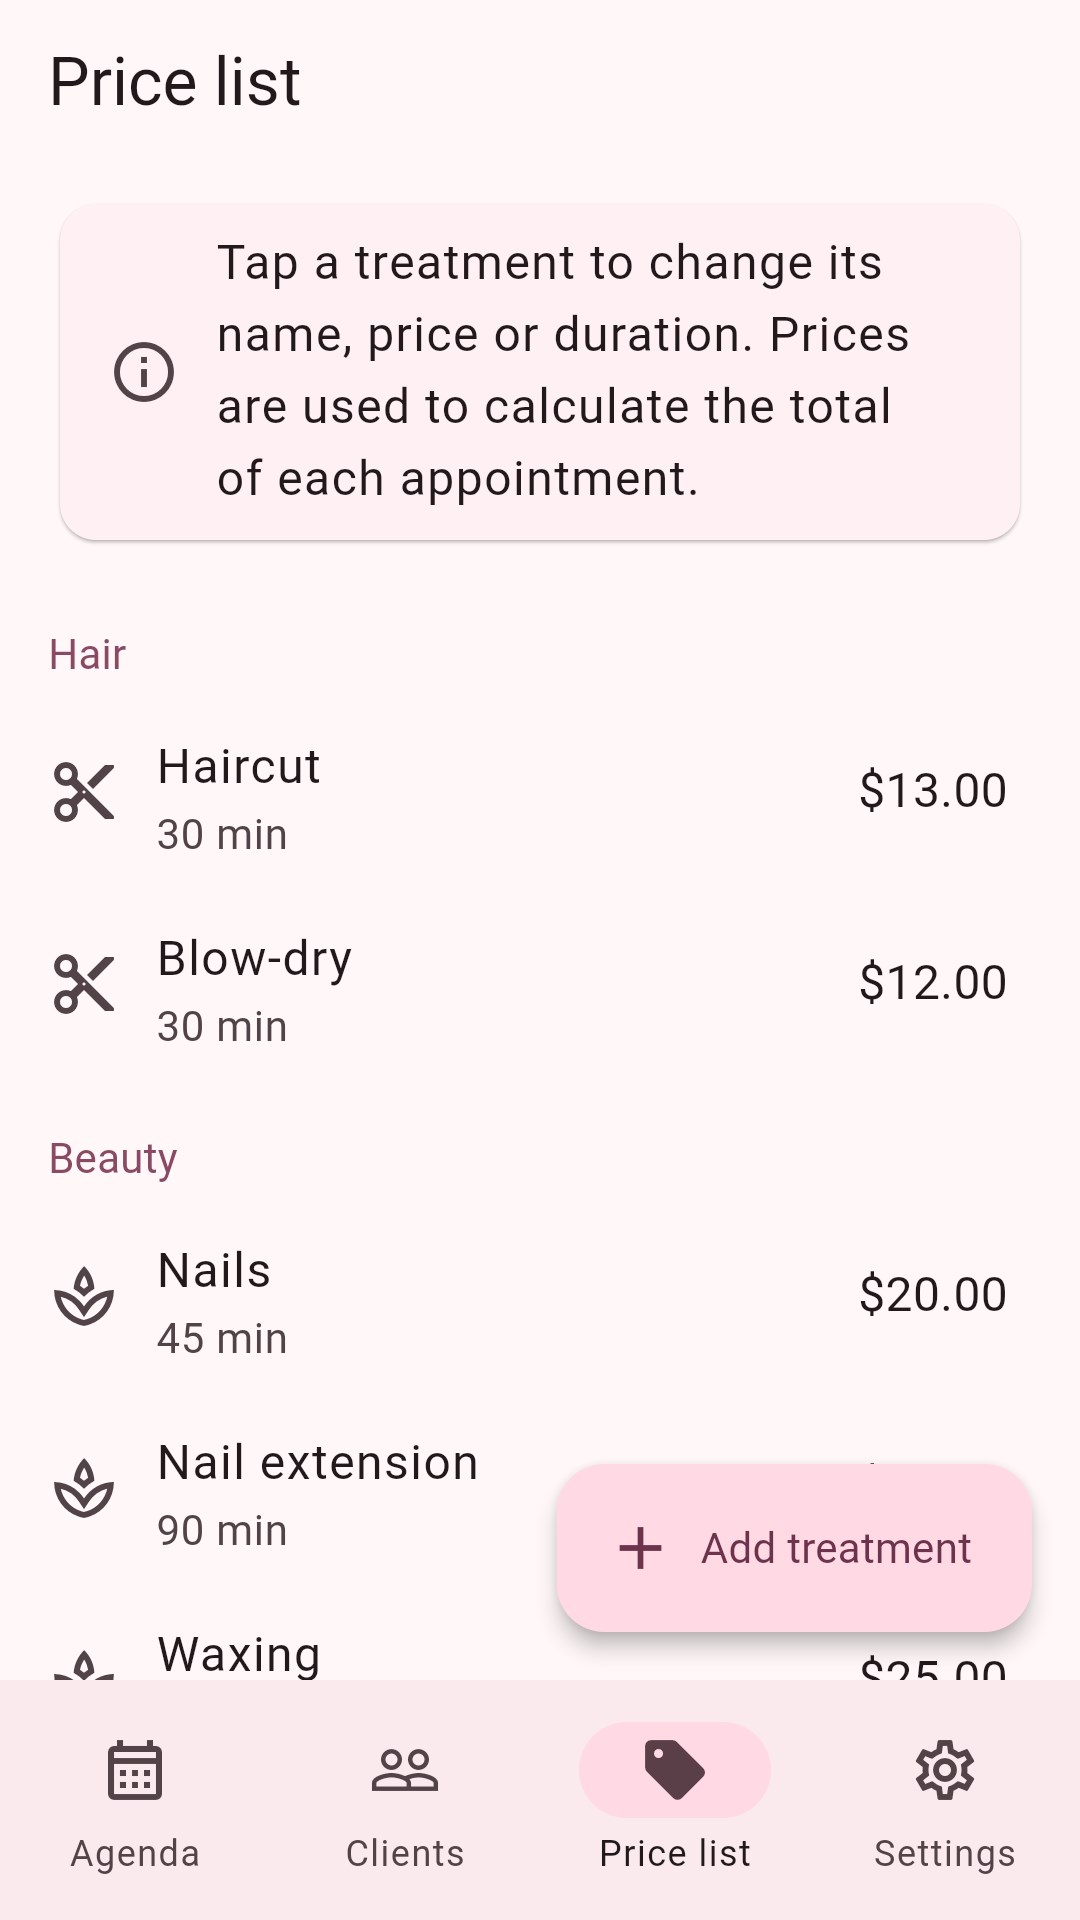 Price list
Tap a treatment to change its
name, price or duration. Prices
are used to calculate the total
of each appointment.
Hair
Haircut
$13.00
30 min
Blow-dry
$12.00
30 min
Beauty
Nails
$20.00
45 min
Nail extension
90 min
Add treatment
Waxing
$25.00
Agenda
Clients
Price list
Settings